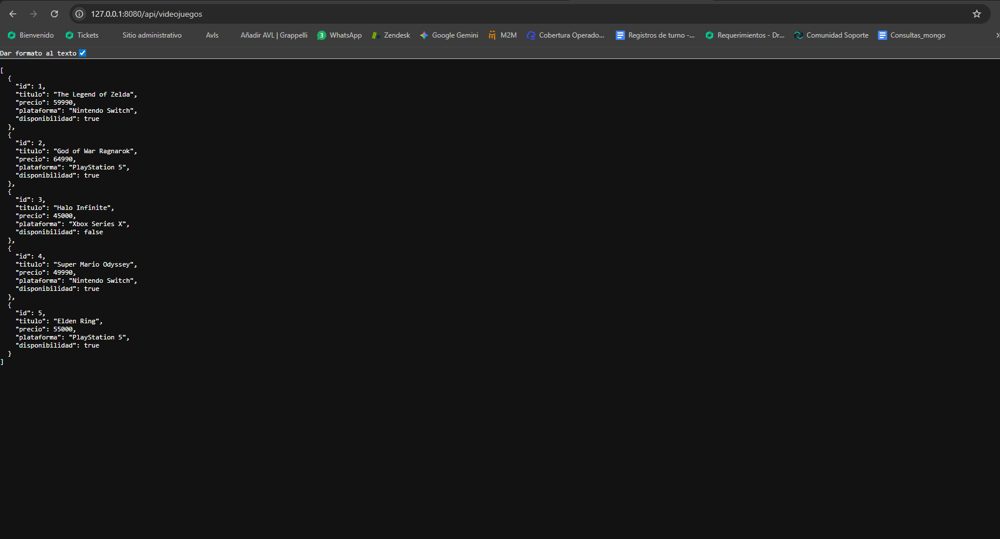 127.0.0.1:8080/api/videojuegos
Bienvenido Tickets Sitio administrativo Avls Añadir AVL | Grappelli 3 WhatsApp Zendesk Google Gemini M2M Cobertura Operado... Registros de turno -... Requerimientos - Dr... Comunidad Soporte Consultas_mongo
Dar formato al texto
[
  {
    "id": 1,
    "titulo": "The Legend of Zelda",
    "precio": 59990,
    "plataforma": "Nintendo Switch",
    "disponibilidad": true
  },
  {
    "id": 2,
    "titulo": "God of War Ragnarok",
    "precio": 64990,
    "plataforma": "PlayStation 5",
    "disponibilidad": true
  },
  {
    "id": 3,
    "titulo": "Halo Infinite",
    "precio": 45000,
    "plataforma": "Xbox Series X",
    "disponibilidad": false
  },
  {
    "id": 4,
    "titulo": "Super Mario Odyssey",
    "precio": 49990,
    "plataforma": "Nintendo Switch",
    "disponibilidad": true
  },
  {
    "id": 5,
    "titulo": "Elden Ring",
    "precio": 55000,
    "plataforma": "PlayStation 5",
    "disponibilidad": true
  }
]